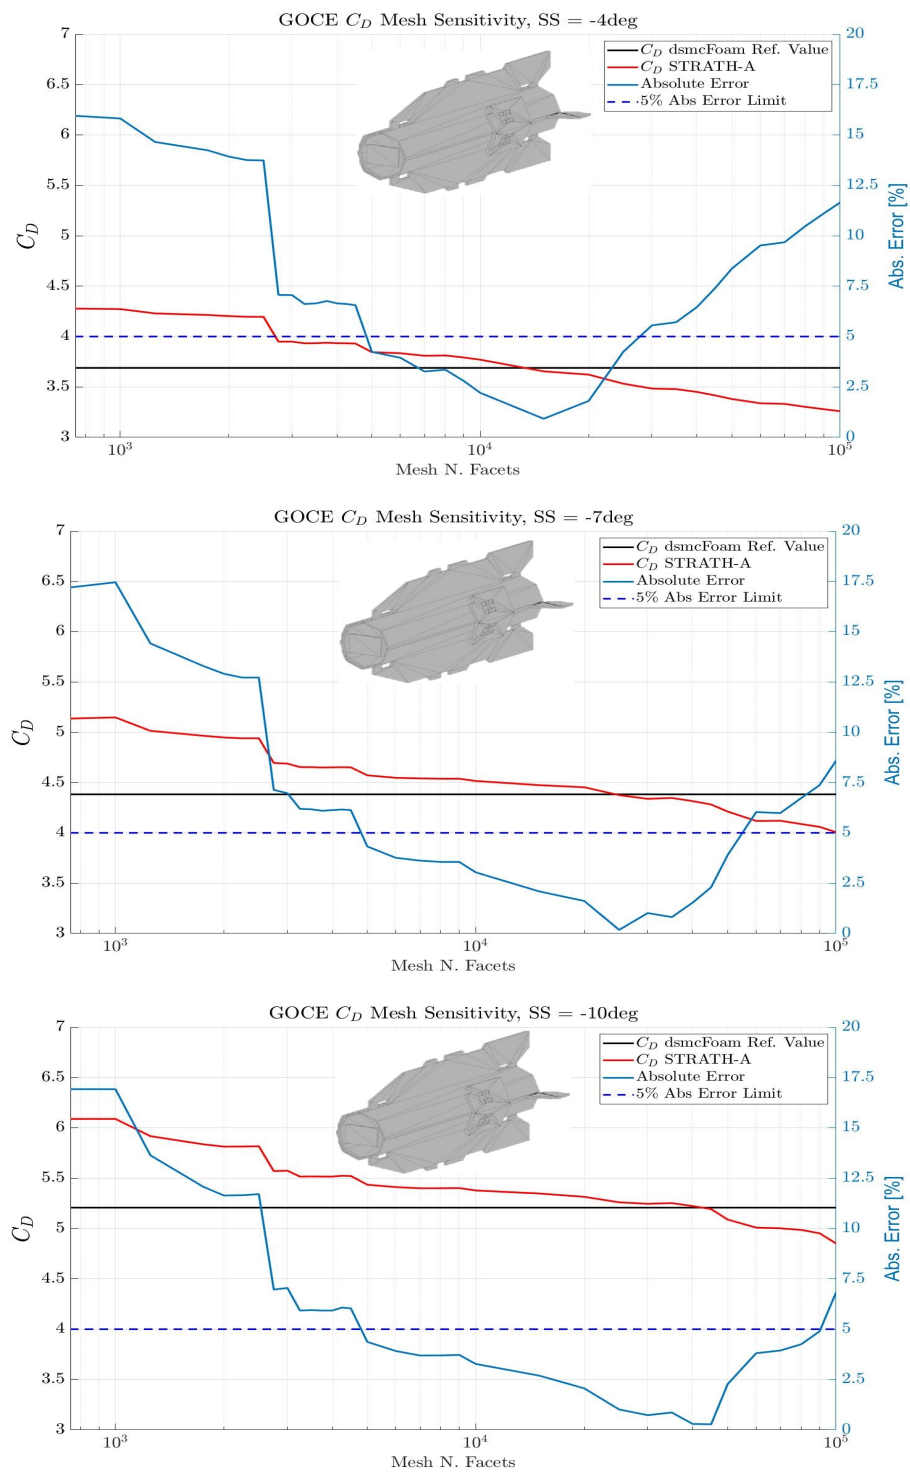 GOCE C_D Mesh Sensitivity, SS = -4deg
C_D dsmcFoam Ref. Value
C_D STRATH-A
Absolute Error
5% Abs Error Limit
7
6.5
6
5.5
5
4.5
4
3.5
3
C_D
20
17.5
15
12.5
10
7.5
5
2.5
0
Abs. Error [%]
10^3 10^4 10^5
Mesh N. Facets
GOCE C_D Mesh Sensitivity, SS = -7deg
C_D dsmcFoam Ref. Value
C_D STRATH-A
Absolute Error
5% Abs Error Limit
7
6.5
6
5.5
5
4.5
4
3.5
3
C_D
20
17.5
15
12.5
10
7.5
5
2.5
0
Abs. Error [%]
10^3 10^4 10^5
Mesh N. Facets
GOCE C_D Mesh Sensitivity, SS = -10deg
C_D dsmcFoam Ref. Value
C_D STRATH-A
Absolute Error
5% Abs Error Limit
7
6.5
6
5.5
5
4.5
4
3.5
3
C_D
20
17.5
15
12.5
10
7.5
5
2.5
0
Abs. Error [%]
10^3 10^4 10^5
Mesh N. Facets